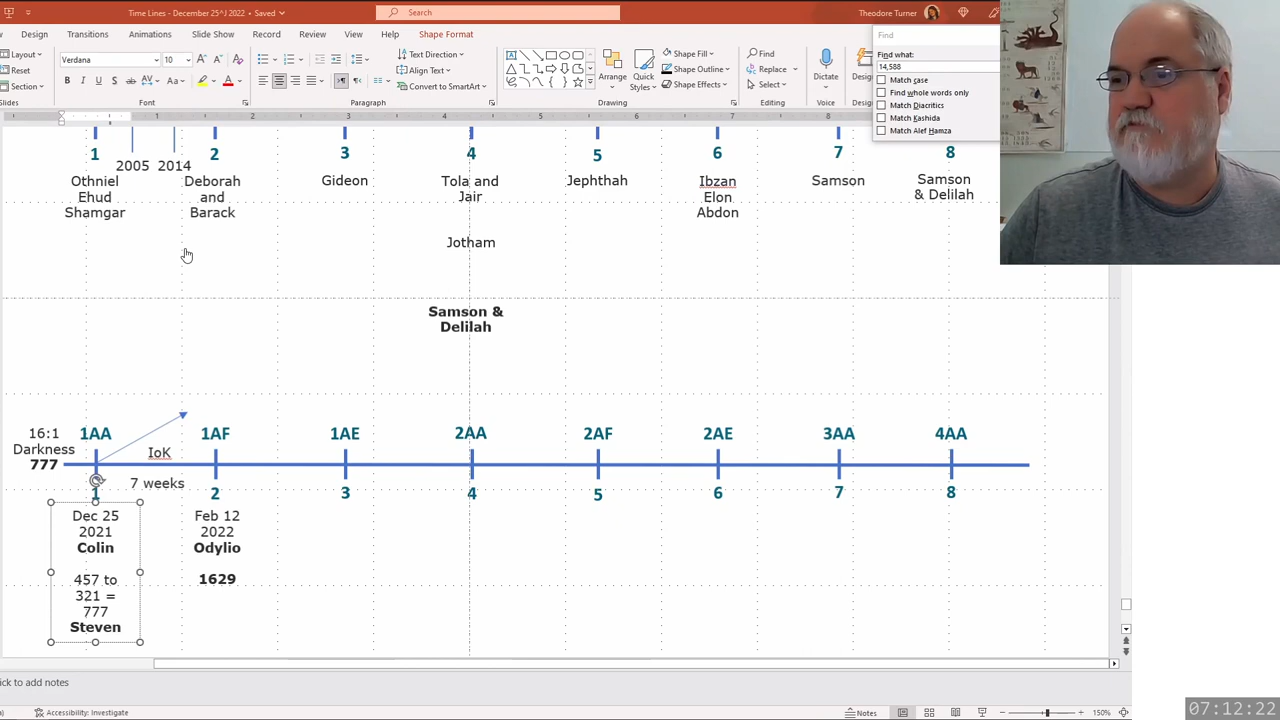 Time Lines - December 25^J 2022 • Saved
Search
Theodore Turner
Design Transitions Animations Slide Show Record Review View Help Shape Format
Layout
Reset
Section
Verdana 10
Font
Text Direction
Align Text
Convert to SmartArt
Paragraph
Arrange
Quick Styles
Shape Fill
Shape Outline
Shape Effects
Drawing
Find
Replace
Select
Editing
Dictate
Voice
Find
Find what:
14,588
Match case
Find whole words only
Match Diacritics
Match Kashida
Match Alef Hamza
1 2 3 4 5 6 7 8
2005 2014
Othniel
Ehud
Shamgar
Deborah
and
Barack
Gideon
Tola and
Jair
Jephthah
Ibzan
Elon
Abdon
Samson
Samson
& Delilah
Jotham
Samson &
Delilah
16:1
Darkness
777
1AA 1AF 1AE 2AA 2AF 2AE 3AA 4AA
IoK
7 weeks
1 2 3 4 5 6 7 8
Dec 25
2021
Colin
457 to
321 =
777
Steven
Feb 12
2022
Odylio
1629
ck to add notes
Accessibility: Investigate
Notes
150%
07:12:22